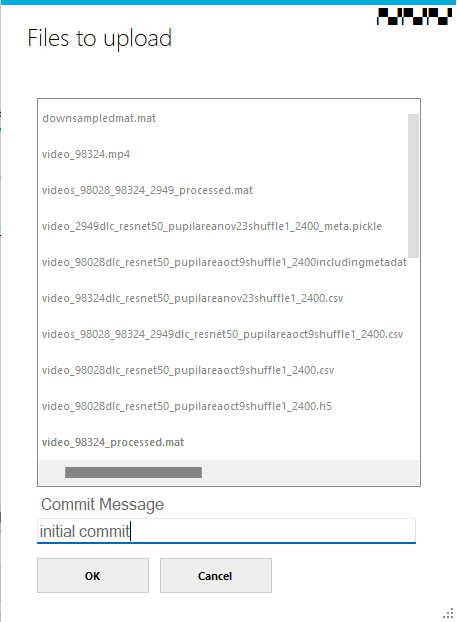 Files to upload
downsampledmat.mat
video_98324.mp4
videos_98028_98324_2949_processed.mat
video_2949dlc_resnet50_pupilareanov23shuffle1_2400_meta.pickle
video_98028dlc_resnet50_pupilareaoct9shuffle1_2400includingmetadat
video_98324dlc_resnet50_pupilareanov23shuffle1_2400.csv
videos_98028_98324_2949dlc_resnet50_pupilareaoct9shuffle1_2400.csv
video_98028dlc_resnet50_pupilareaoct9shuffle1_2400.csv
video_98028dlc_resnet50_pupilareaoct9shuffle1_2400.h5
video_98324_processed.mat
Commit Message
initial commit
OK
Cancel